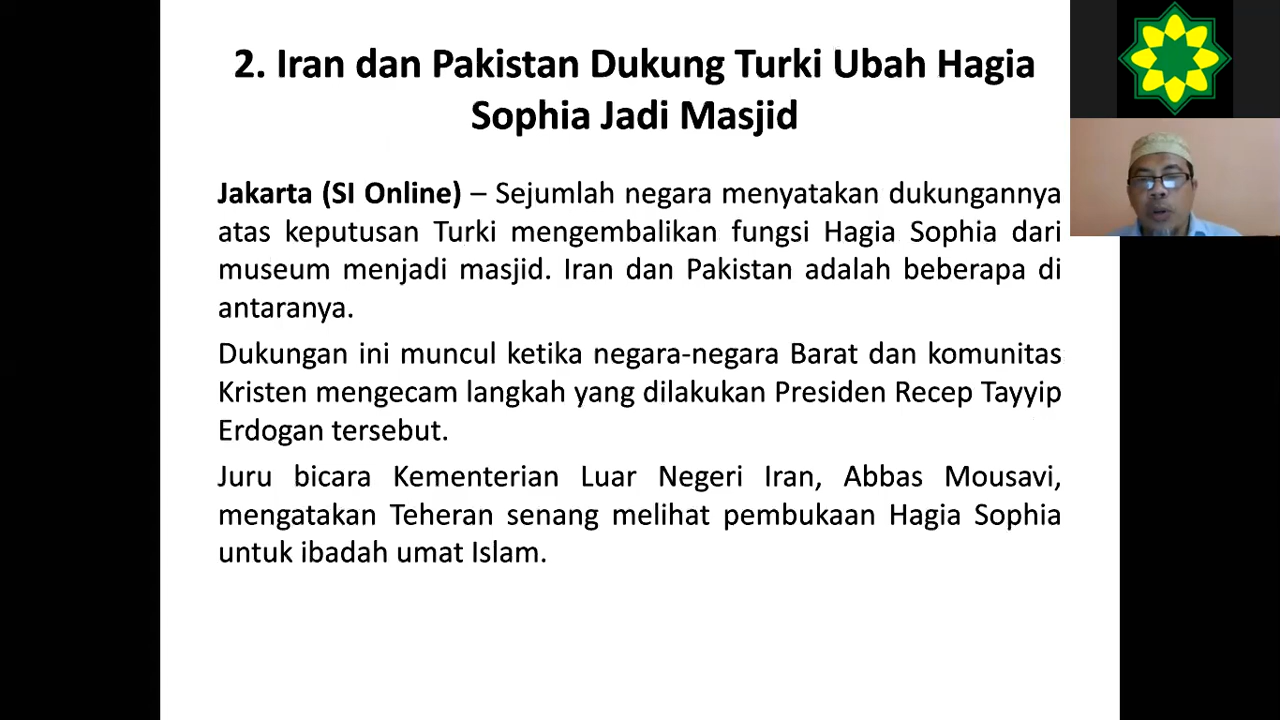 2. Iran dan Pakistan Dukung Turki Ubah Hagia
Sophia Jadi Masjid
Jakarta (SI Online) – Sejumlah negara menyatakan dukungannya
atas keputusan Turki mengembalikan fungsi Hagia Sophia dari
museum menjadi masjid. Iran dan Pakistan adalah beberapa di
antaranya.
Dukungan ini muncul ketika negara-negara Barat dan komunitas
Kristen mengecam langkah yang dilakukan Presiden Recep Tayyip
Erdogan tersebut.
Juru bicara Kementerian Luar Negeri Iran, Abbas Mousavi,
mengatakan Teheran senang melihat pembukaan Hagia Sophia
untuk ibadah umat Islam.